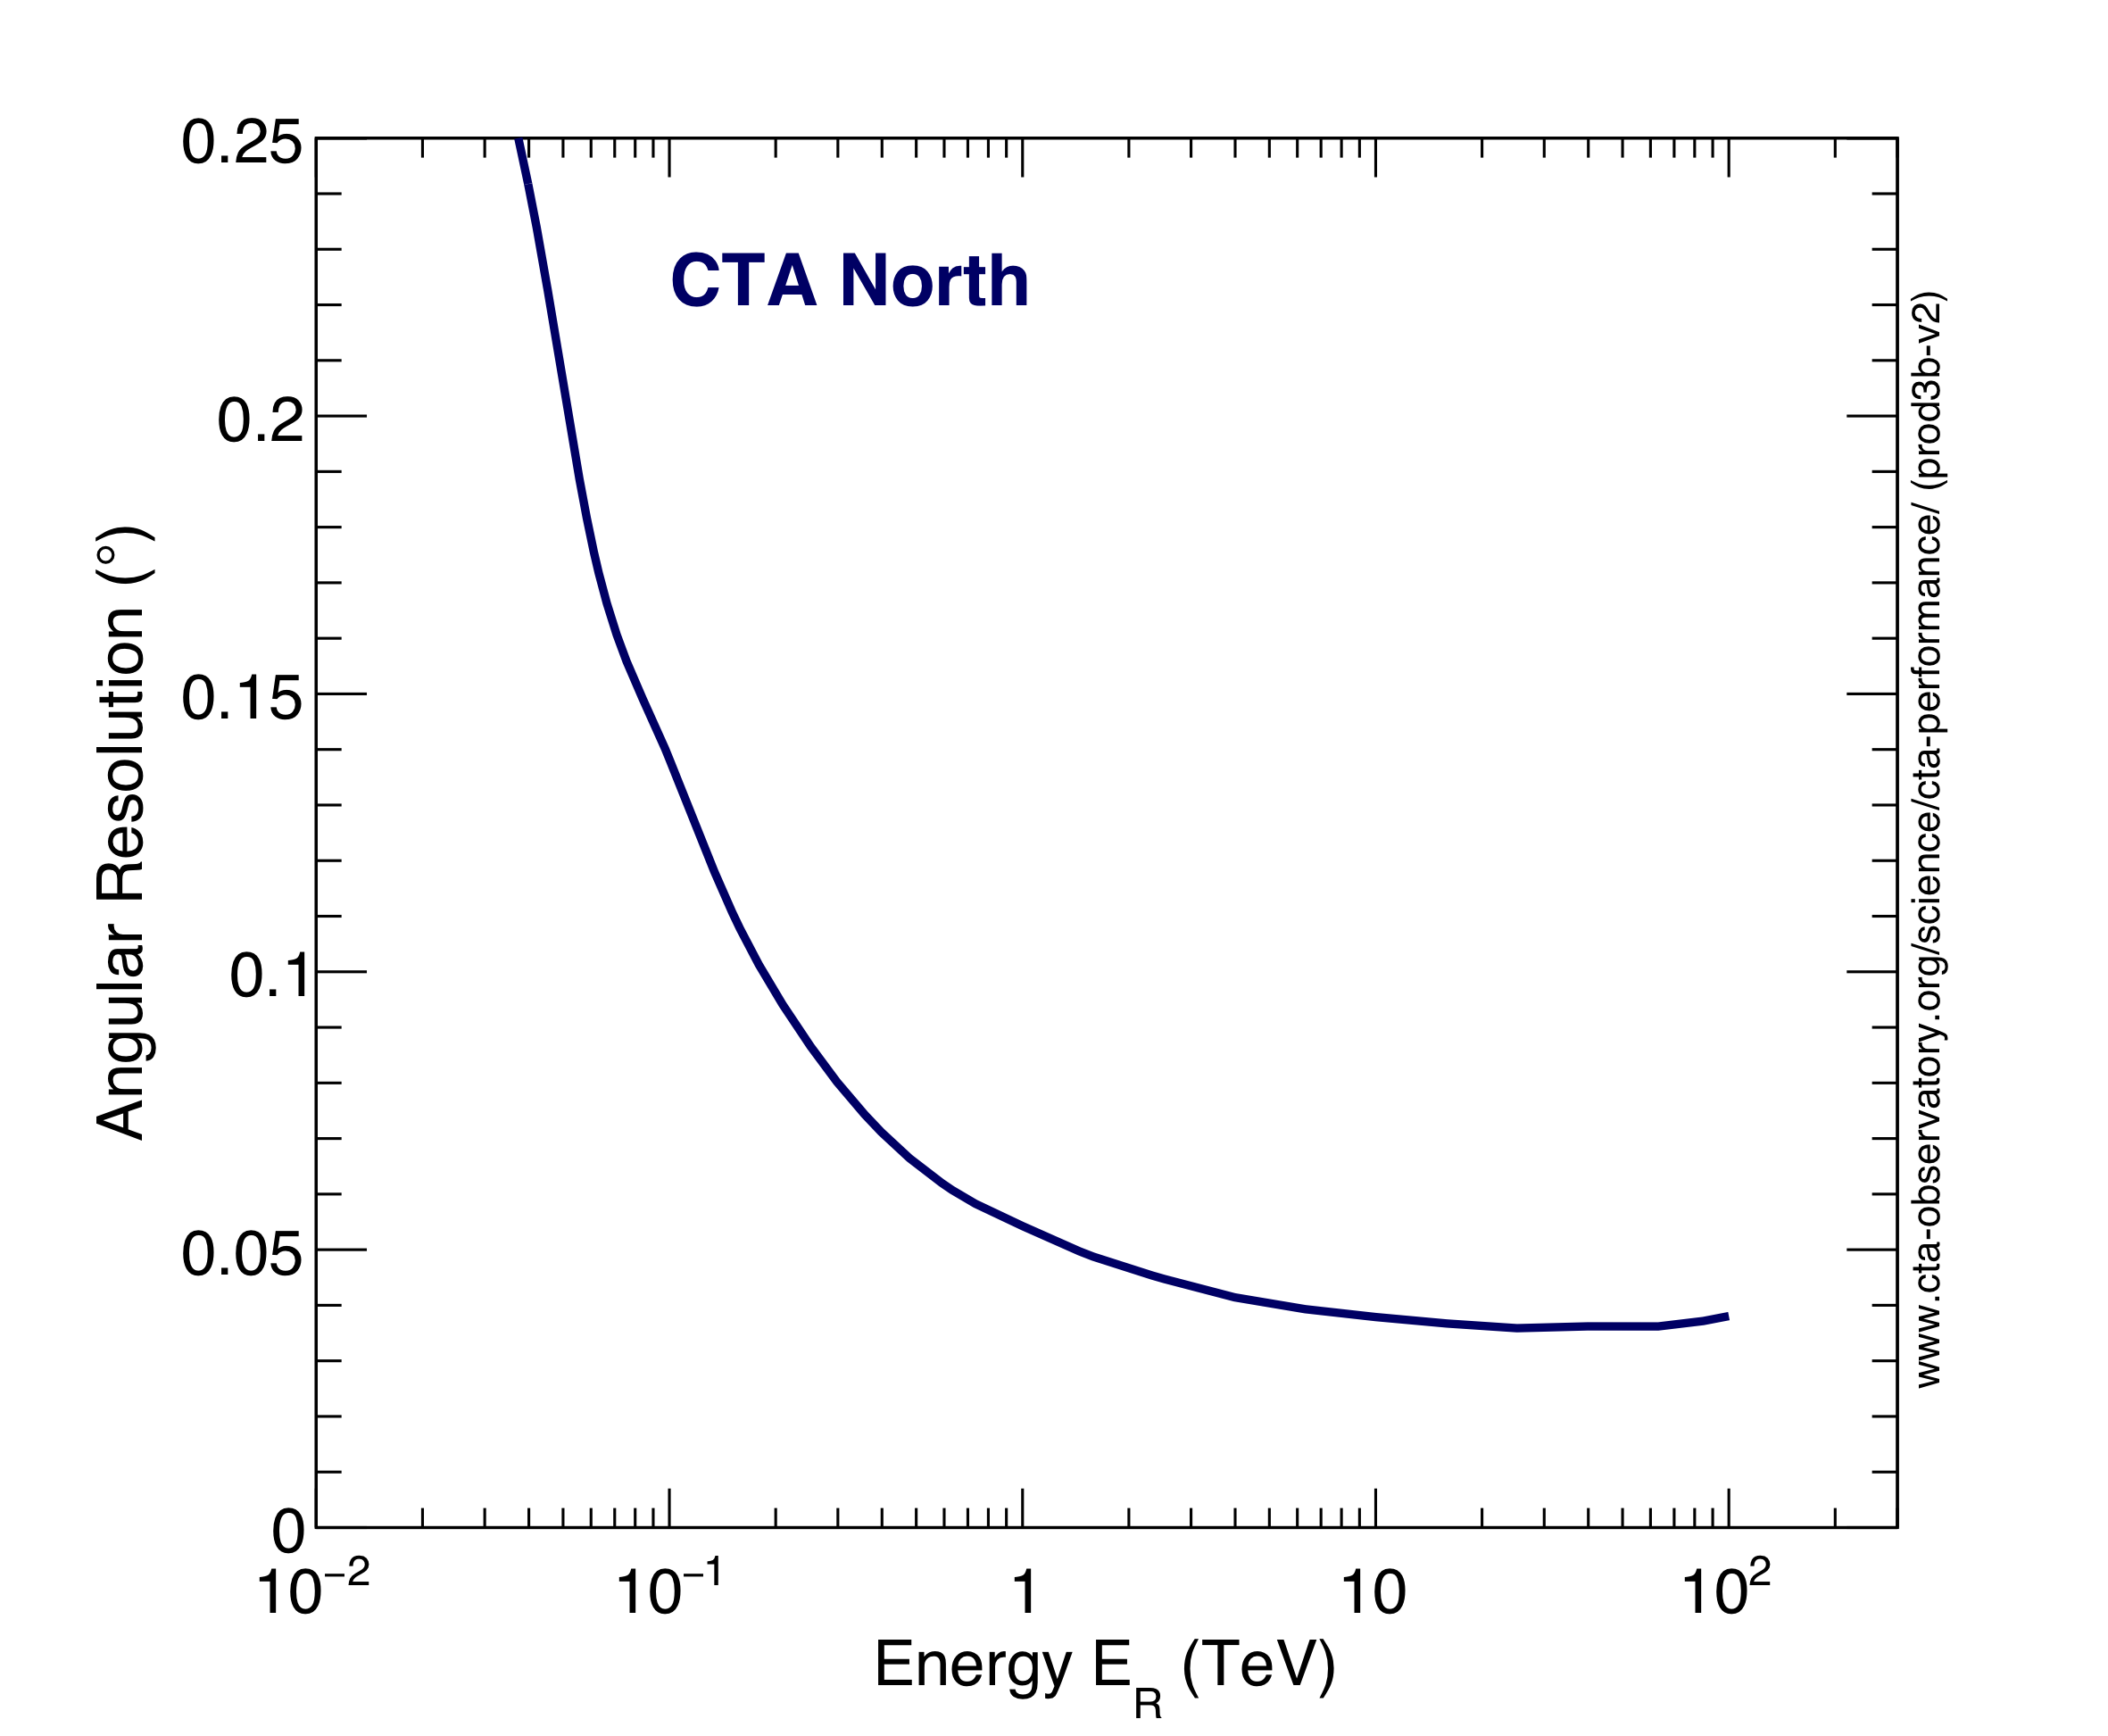 0.25
CTA North
0.2
0.15
0.1
0.05
0
Angular Resolution (°)
10⁻² 10⁻¹ 1 10 10²
Energy E_R (TeV)
www.cta-observatory.org/science/cta-performance/ (prod3b-v2)